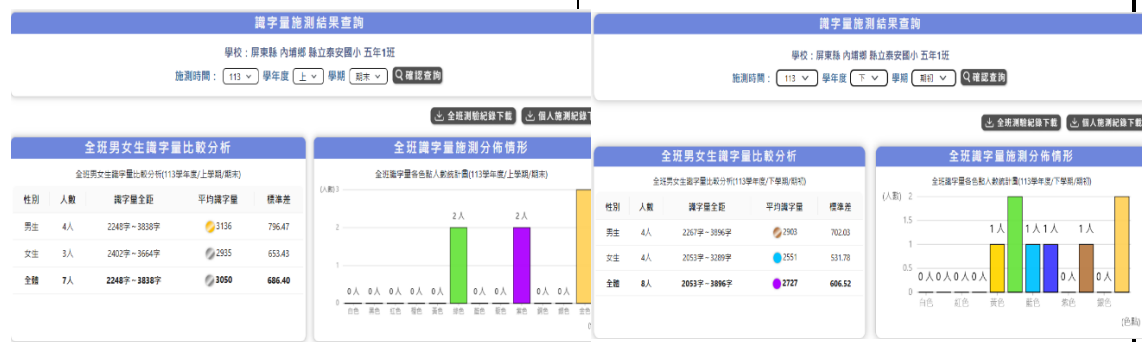 識字量施測結果查詢
學校：屏東縣 內埔鄉 縣立泰安國小 五年1班
施測時間： 113 學年度 上 學期 期末 確認查詢
全班測驗紀錄下載 個人施測紀錄下
全班男女生識字量比較分析
全班男女生識字量比較分析(113學年度/上學期/期末)
性別 人數 識字量全距 平均識字量 標準差
男生 4人 2248字～3838字 3136 796.47
女生 3人 2402字～3664字 2935 653.43
全體 7人 2248字～3838字 3050 686.40
全班識字量施測分佈情形
全班識字量各色點人數統計圖(113學年度/上學期/期末)
(人數) 3
2
1
0
0人 0人 0人 0人 0人 2人 0人 0人 2人 0人 0人
白色 黑色 紅色 橙色 黃色 綠色 藍色 靛色 紫色 銅色 銀色 金色
識字量施測結果查詢
學校：屏東縣 內埔鄉 縣立泰安國小 五年1班
施測時間： 113 學年度 下 學期 期初 確認查詢
全班測驗紀錄下載 個人施測紀錄下載
全班男女生識字量比較分析
全班男女生識字量比較分析(113學年度/下學期/期初)
性別 人數 識字量全距 平均識字量 標準差
男生 4人 2267字～3896字 2903 702.03
女生 4人 2053字～3289字 2551 531.78
全體 8人 2053字～3896字 2727 606.52
全班識字量施測分佈情形
全班識字量各色點人數統計圖(113學年度/下學期/期初)
(人數) 2
1.5
1
0.5
0
0人 0人 0人 0人 1人 1人 1人 0人 1人 0人
白色 紅色 黃色 藍色 紫色 銀色
(色點)